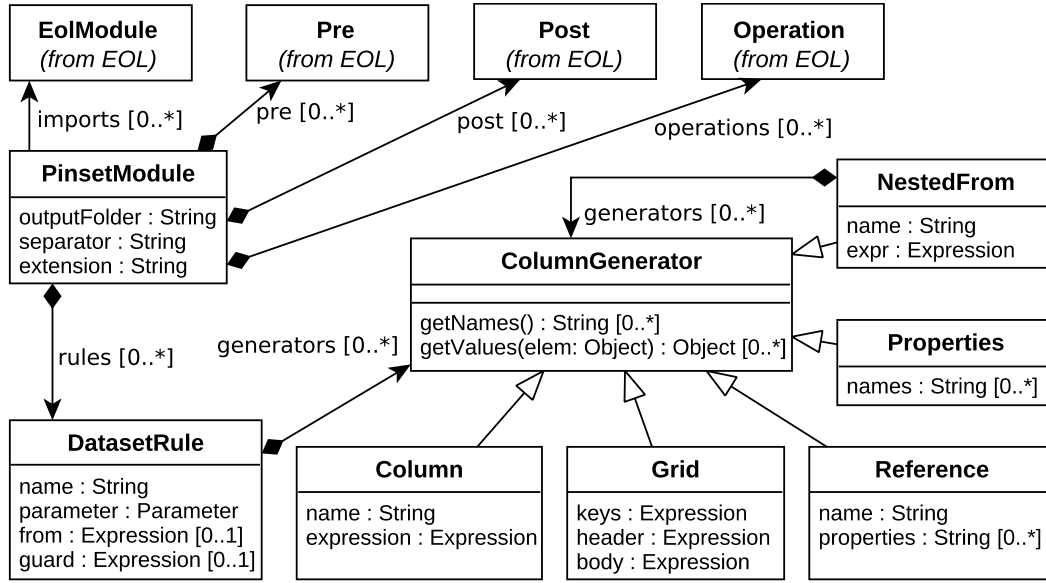 EolModule
(from EOL)
Pre
(from EOL)
Post
(from EOL)
Operation
(from EOL)
imports [0..*]
pre [0..*]
post [0..*]
operations [0..*]
PinsetModule
outputFolder : String
separator : String
extension : String
NestedFrom
name : String
expr : Expression
generators [0..*]
ColumnGenerator
getNames() : String [0..*]
getValues(elem: Object) : Object [0..*]
rules [0..*]
generators [0..*]
Properties
names : String [0..*]
DatasetRule
name : String
parameter : Parameter
from : Expression [0..1]
guard : Expression [0..1]
Column
name : String
expression : Expression
Grid
keys : Expression
header : Expression
body : Expression
Reference
name : String
properties : String [0..*]